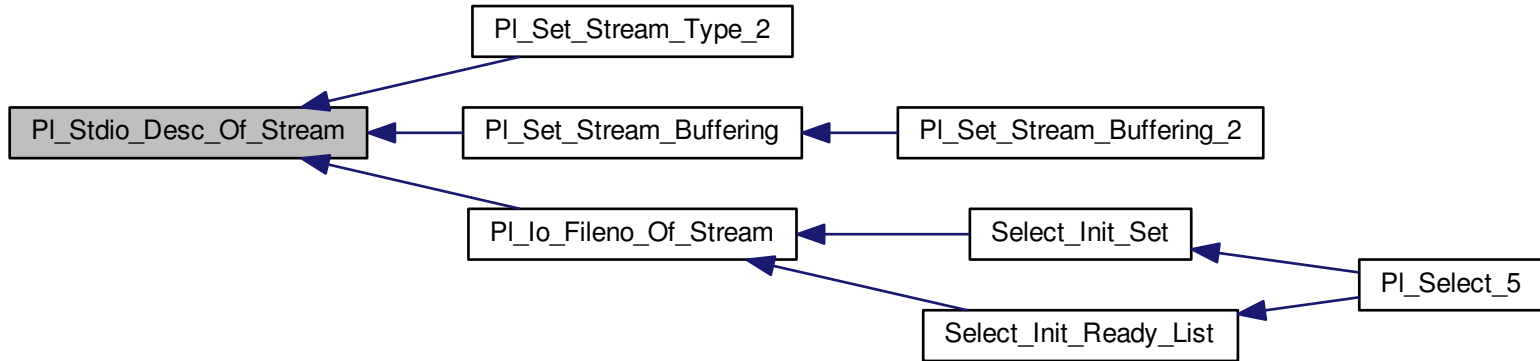 Pl_Set_Stream_Type_2
Pl_Stdio_Desc_Of_Stream
Pl_Set_Stream_Buffering
Pl_Set_Stream_Buffering_2
Pl_Io_Fileno_Of_Stream
Select_Init_Set
Pl_Select_5
Select_Init_Ready_List